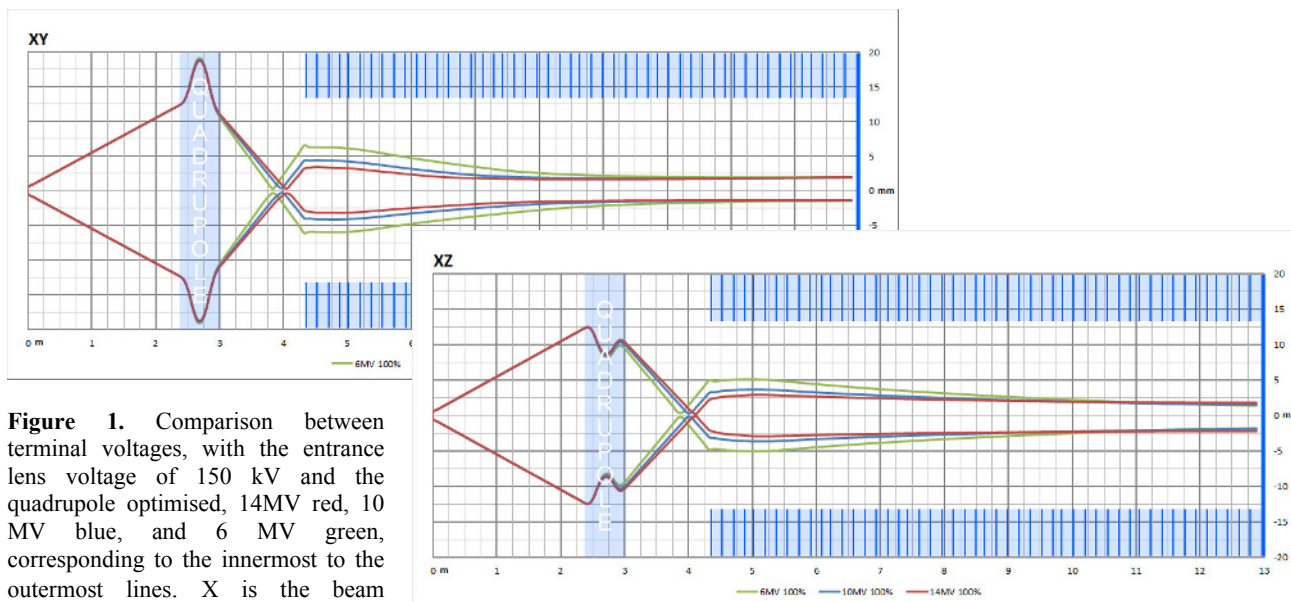 XY
20
15
10
5
0 mm
-5
QUADRUPOLE
0 m
1
2
3
4
5
6
6MV 100%
XZ
20
15
10
5
0 mm
-5
-10
-15
-20
QUADRUPOLE
0 m
1
2
3
4
5
6
7
8
9
10
11
12
13
6MV 100%
10MV 100%
14MV 100%
Figure 1. Comparison between
terminal voltages, with the entrance
lens voltage of 150 kV and the
quadrupole optimised, 14MV red, 10
MV blue, and 6 MV green,
corresponding to the innermost to the
outermost lines. X is the beam